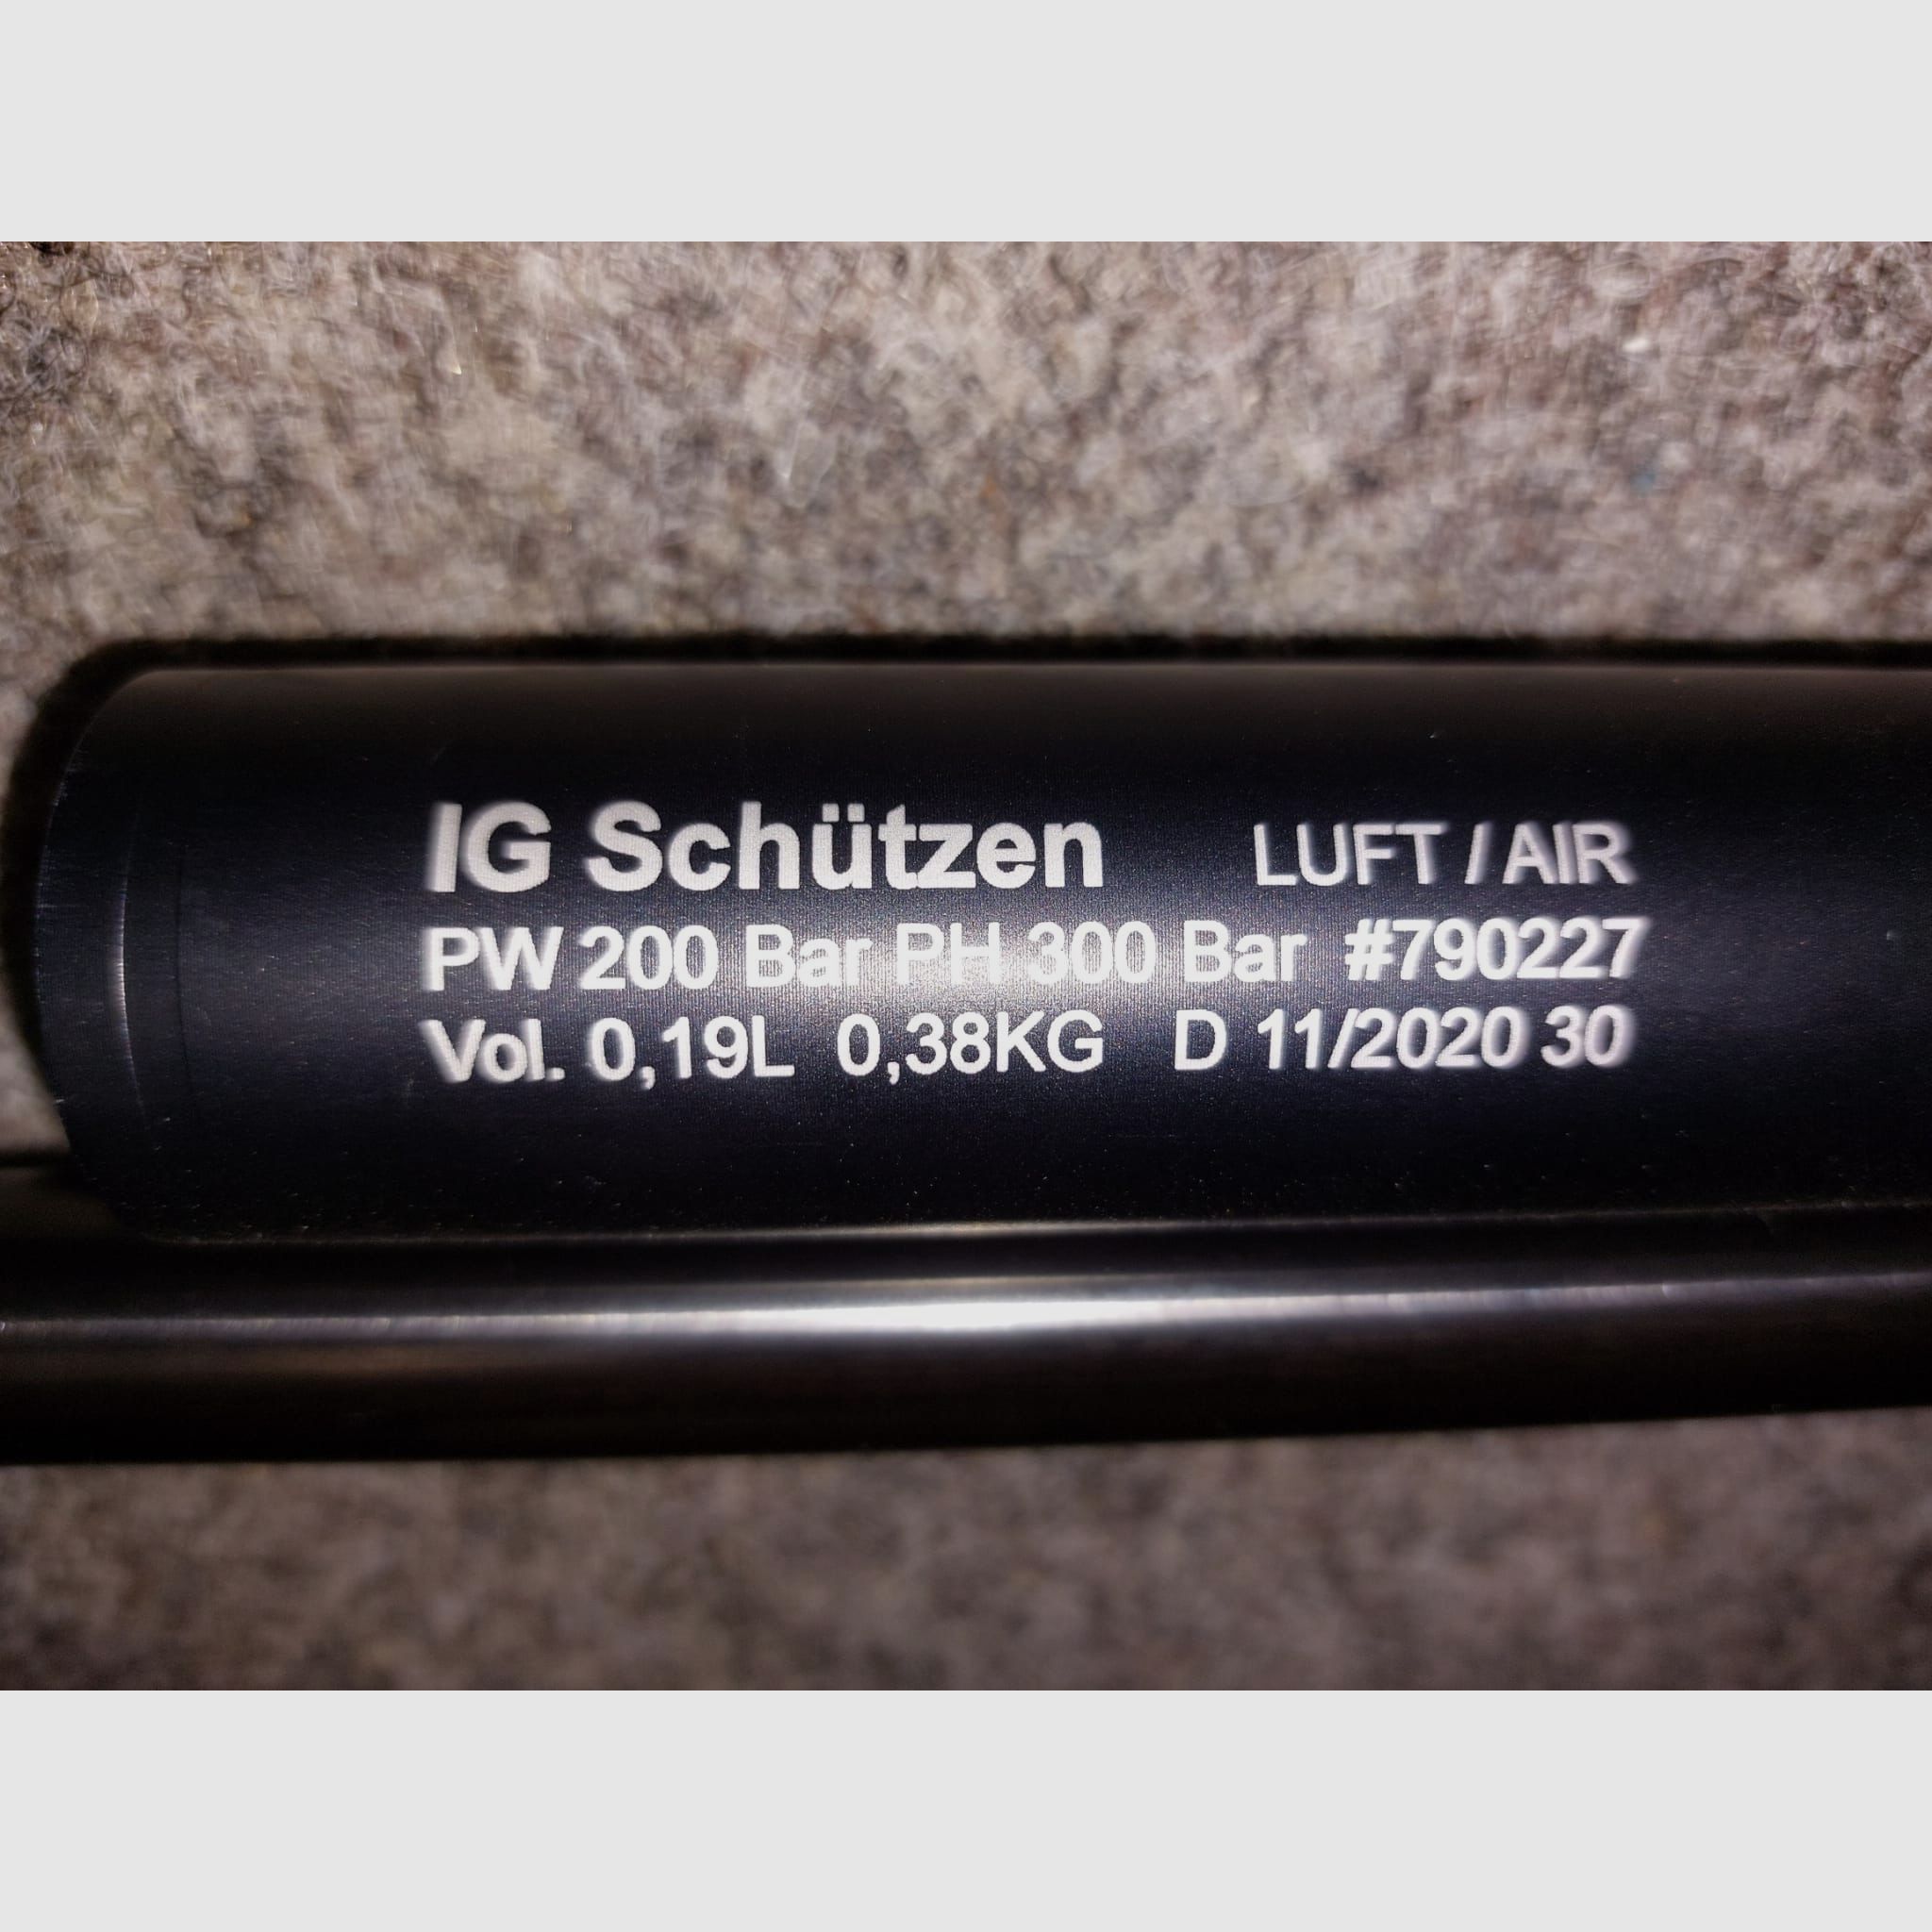 IG Schützen LUFT / AIR
PW 200 Bar PH 300 Bar #790227
Vol. 0,19L 0,38KG D 11/2020 30